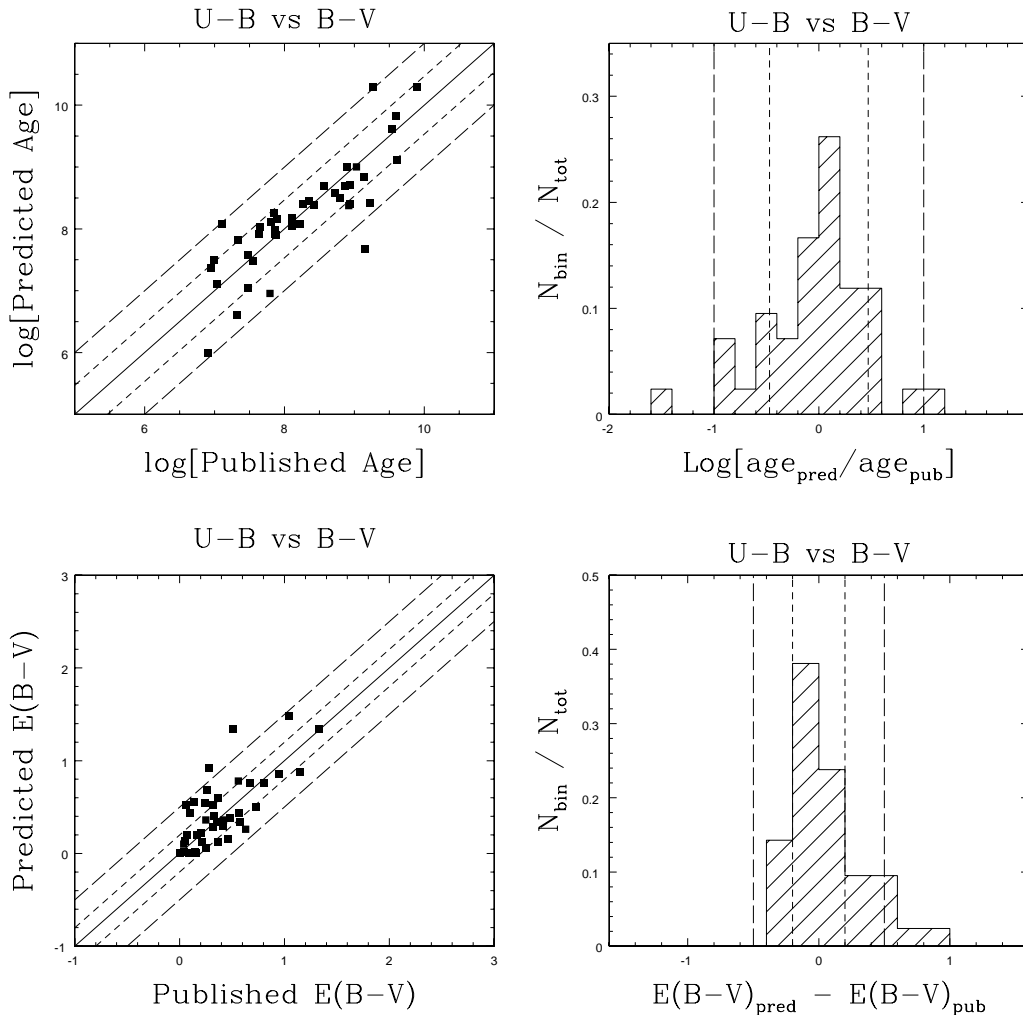 U−B vs B−V
log[Predicted Age]
10
8
6
6
8
10
log[Published Age]
U−B vs B−V
N_bin / N_tot
0.3
0.2
0.1
0
-2
-1
0
1
Log[age_pred/age_pub]
U−B vs B−V
Predicted E(B−V)
3
2
1
0
-1
-1
0
1
2
3
Published E(B−V)
U−B vs B−V
N_bin / N_tot
0.5
0.4
0.3
0.2
0.1
0
-1
0
1
E(B−V)_pred − E(B−V)_pub